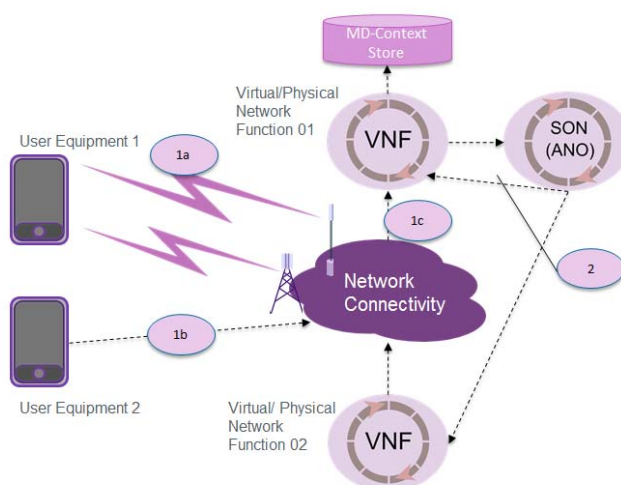 MD-Context
Store
Virtual/Physical
Network
Function 01
VNF
SON
(ANO)
User Equipment 1
1a
1c
Network
Connectivity
2
1b
User Equipment 2
Virtual/ Physical
Network
Function 02
VNF